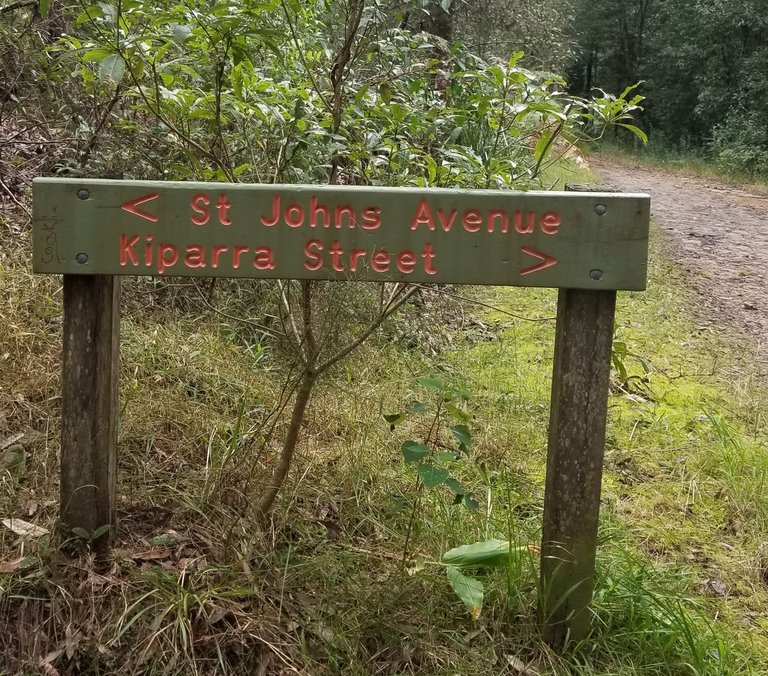 < St Johns Avenue
Kiparra Street >